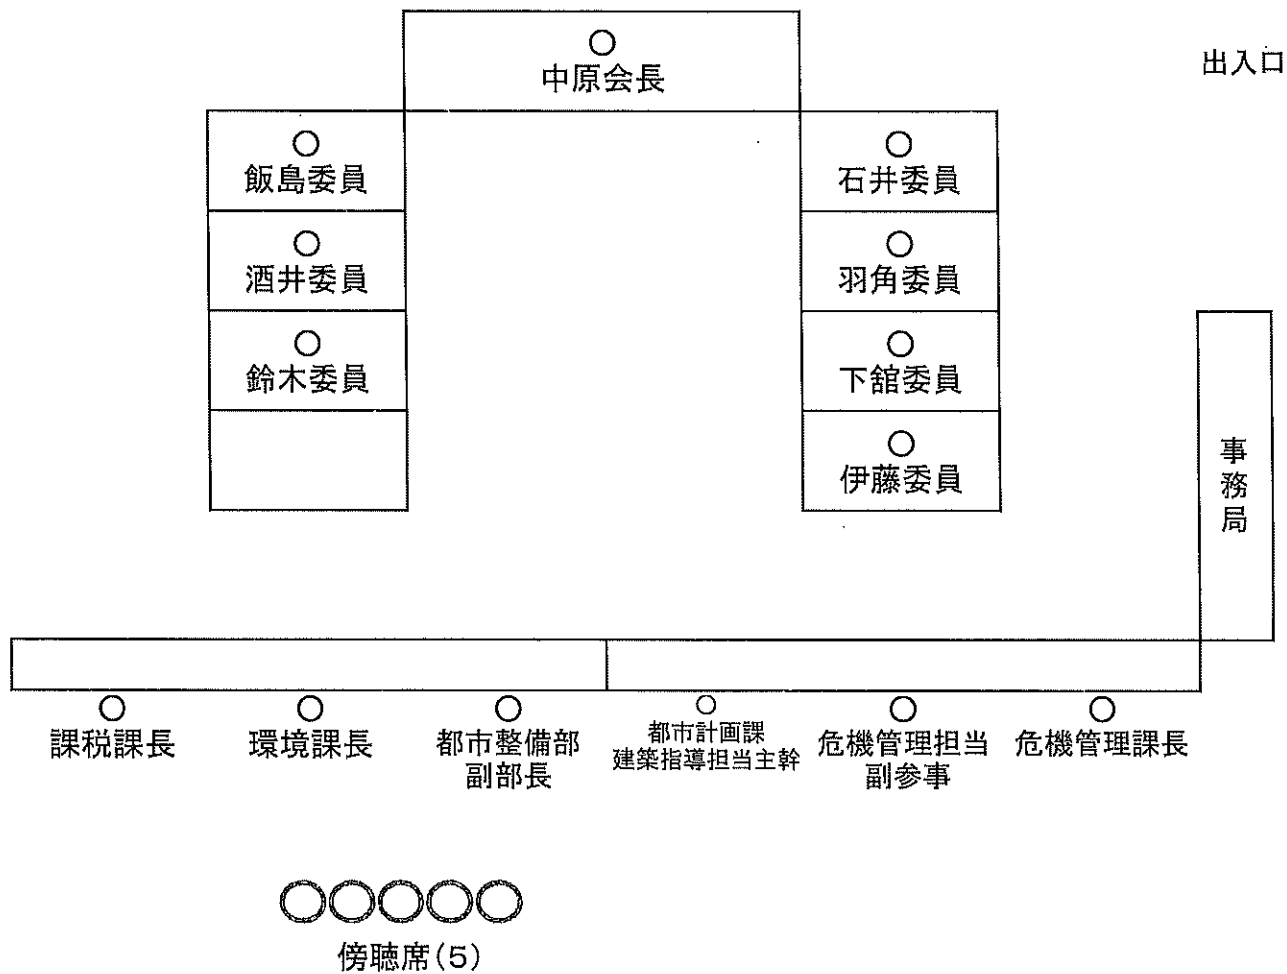 中原会長
出入口
飯島委員
酒井委員
鈴木委員
石井委員
羽角委員
下舘委員
伊藤委員
事務局
課税課長
環境課長
都市整備部
副部長
都市計画課
建築指導担当主幹
危機管理担当
副参事
危機管理課長
傍聴席(5)